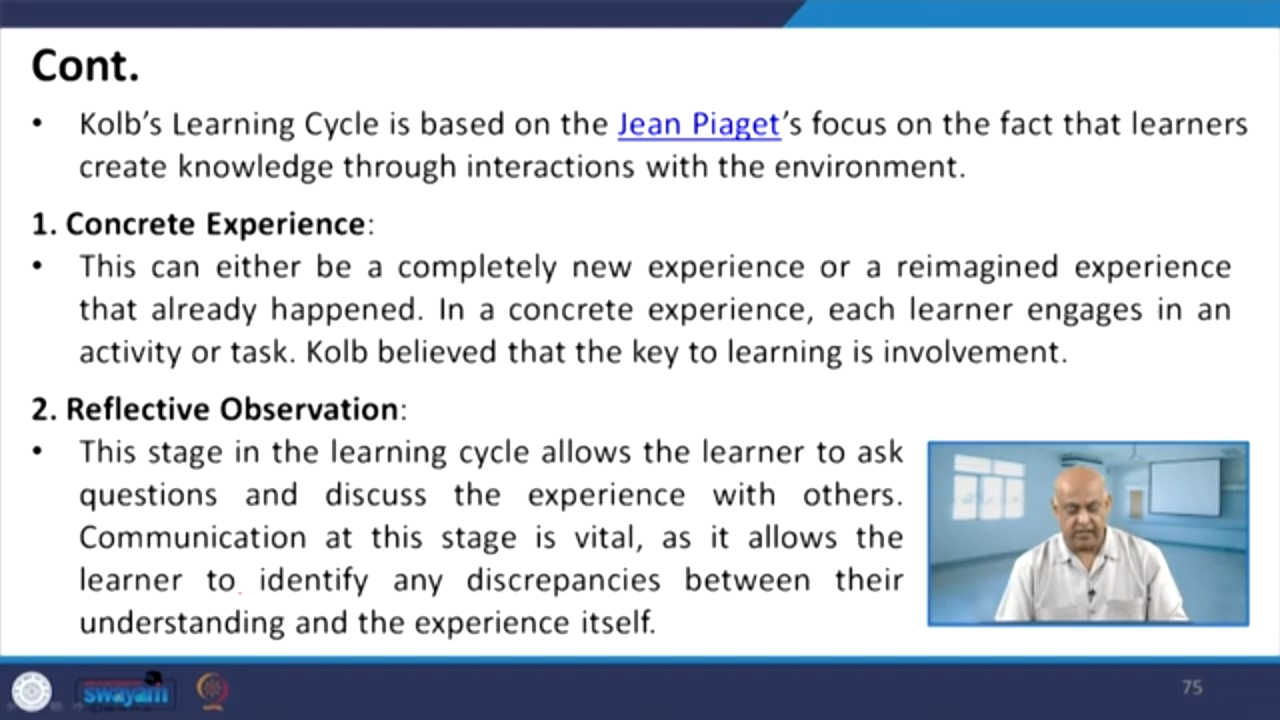 Cont.
• Kolb's Learning Cycle is based on the Jean Piaget's focus on the fact that learners
create knowledge through interactions with the environment.
1. Concrete Experience:
• This can either be a completely new experience or a reimagined experience
that already happened. In a concrete experience, each learner engages in an
activity or task. Kolb believed that the key to learning is involvement.
2. Reflective Observation:
• This stage in the learning cycle allows the learner to ask
questions and discuss the experience with others.
Communication at this stage is vital, as it allows the
learner to identify any discrepancies between their
understanding and the experience itself.
swayam
75